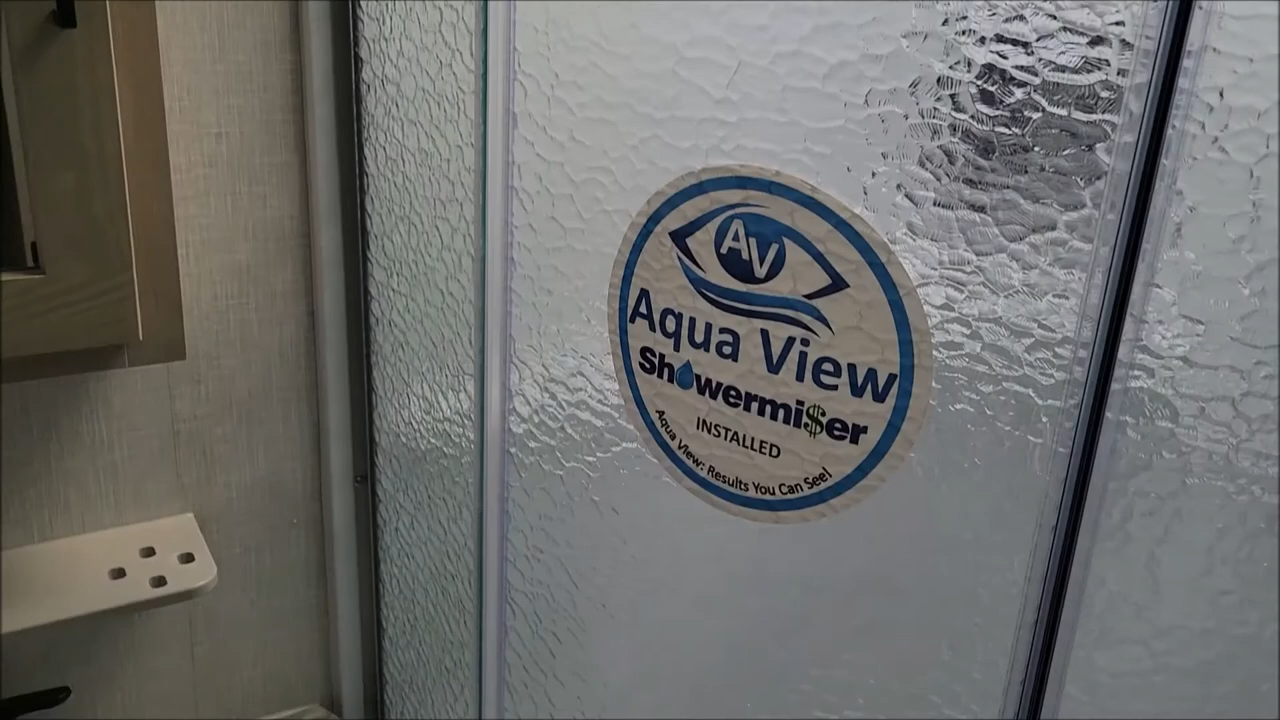 AV
Aqua View
Showermi$er
INSTALLED
Aqua View: Results You Can See!